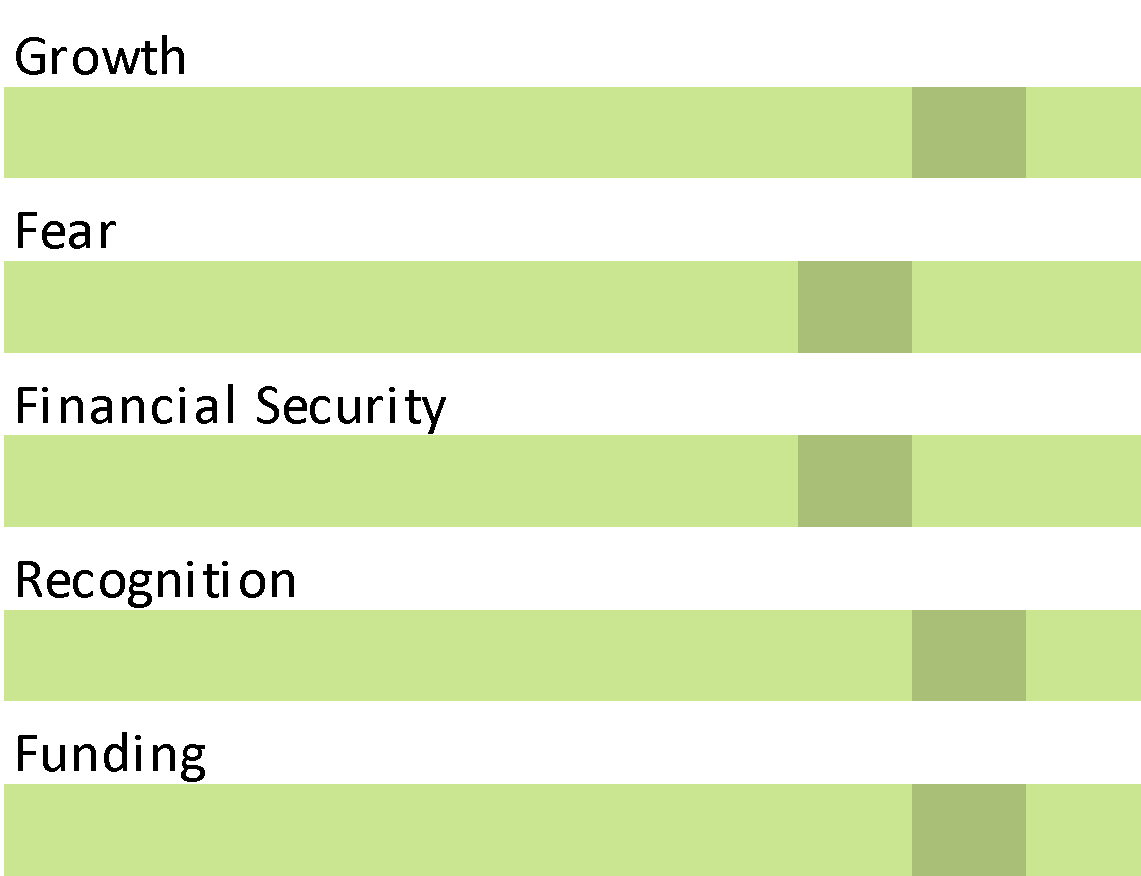 Growth
Fear
Financial Security
Recognition
Funding